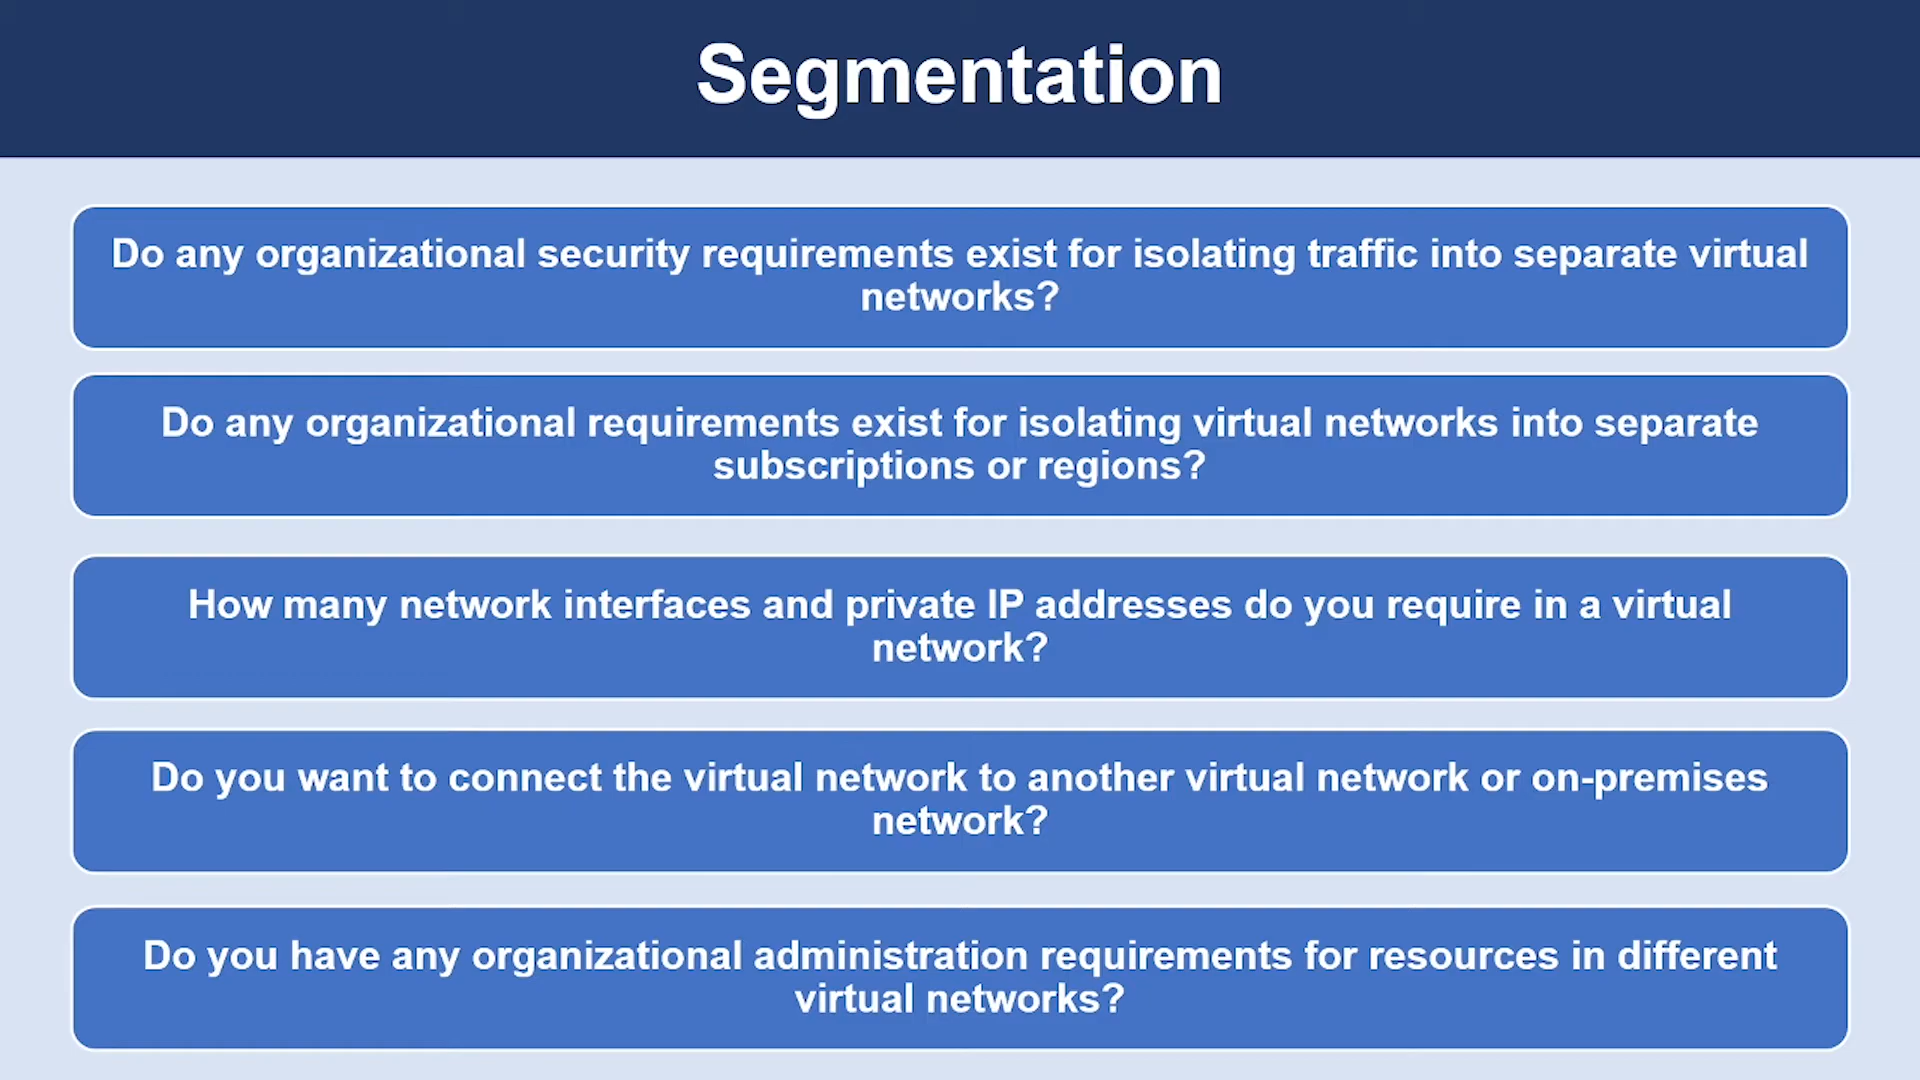 Segmentation
Do any organizational security requirements exist for isolating traffic into separate virtual
networks?
Do any organizational requirements exist for isolating virtual networks into separate
subscriptions or regions?
How many network interfaces and private IP addresses do you require in a virtual
network?
Do you want to connect the virtual network to another virtual network or on-premises
network?
Do you have any organizational administration requirements for resources in different
virtual networks?